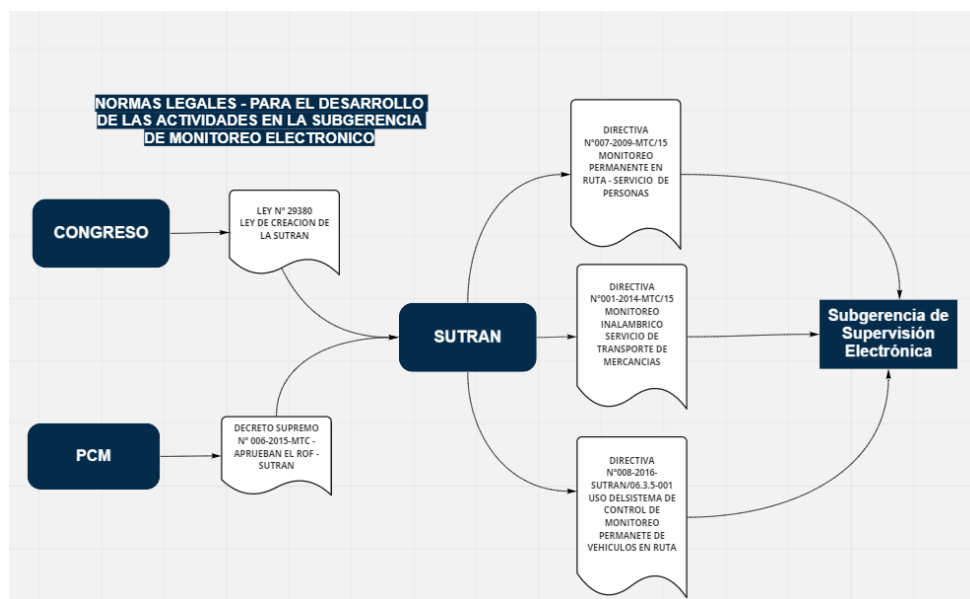 NORMAS LEGALES - PARA EL DESARROLLO
DE LAS ACTIVIDADES EN LA SUBGERENCIA
DE MONITOREO ELECTRONICO
CONGRESO
LEY N° 29380
LEY DE CREACION DE
LA SUTRAN
PCM
DECRETO SUPREMO
N° 006-2015-MTC -
APRUEBAN EL ROF -
SUTRAN
SUTRAN
DIRECTIVA
N°007-2009-MTC/15
MONITOREO
PERMANENTE EN
RUTA - SERVICIO DE
PERSONAS
DIRECTIVA
N°001-2014-MTC/15
MONITOREO
INALAMBRICO
SERVICIO DE
TRANSPORTE DE
MERCANCIAS
DIRECTIVA
N°008-2016-
SUTRAN/06.3.5-001
USO DELSISTEMA DE
CONTROL DE
MONITOREO
PERMANETE DE
VEHICULOS EN RUTA
Subgerencia de
Supervisión
Electrónica